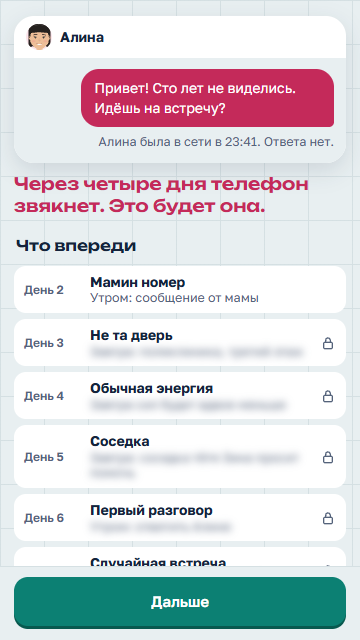 Алина
Привет! Сто лет не виделись.
Идёшь на встречу?
Алина была в сети в 23:41. Ответа нет.
Через четыре дня телефон
звякнет. Это будет она.
Что впереди
День 2
Мамин номер
Утром: сообщение от мамы
День 3
Не та дверь
День 4
Обычная энергия
День 5
Соседка
День 6
Первый разговор
Случайная встреча
Дальше